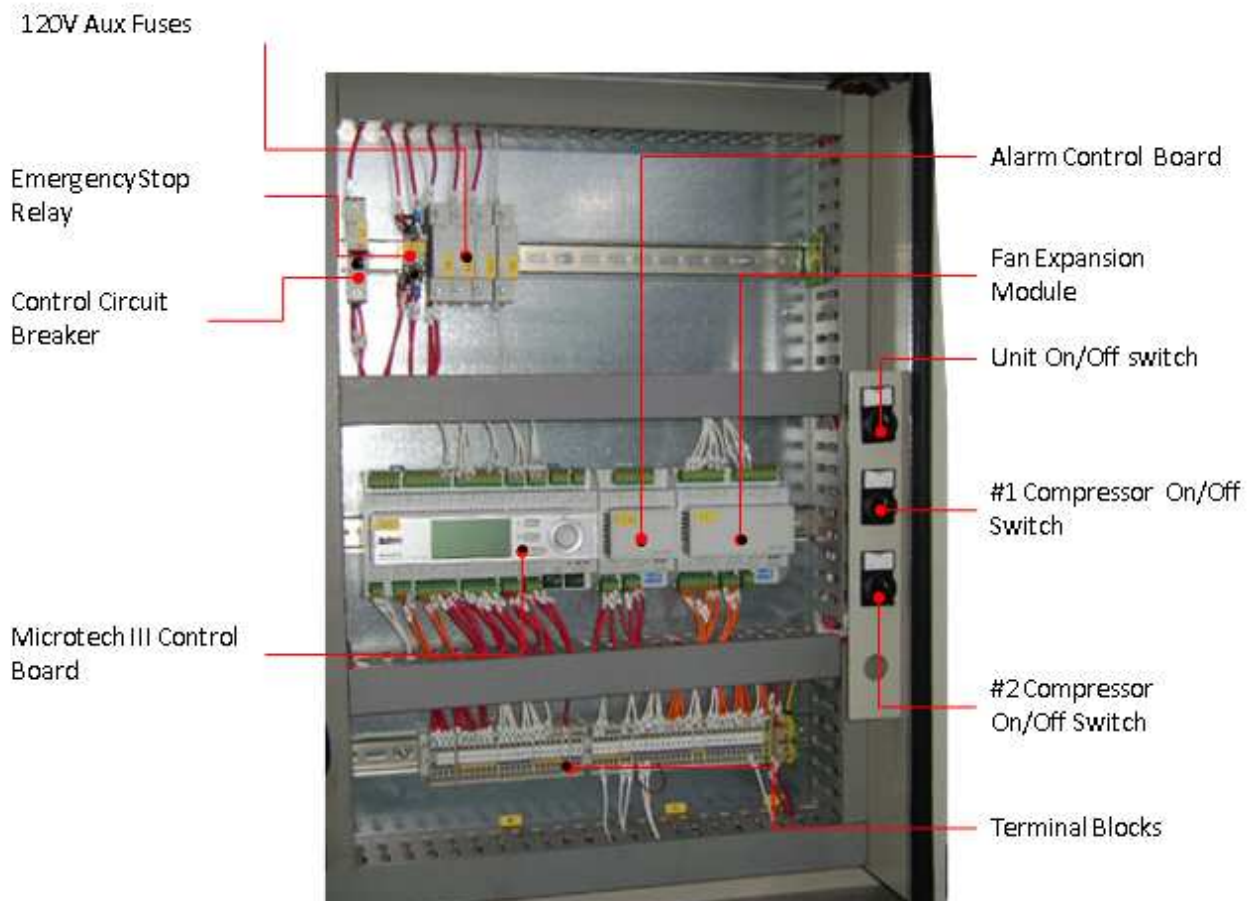 120V Aux Fuses
Emergency Stop
Relay
Control Circuit
Breaker
Microtech III Control
Board
Alarm Control Board
Fan Expansion
Module
Unit On/Off switch
#1 Compressor On/Off
Switch
#2 Compressor
On/Off Switch
Terminal Blocks